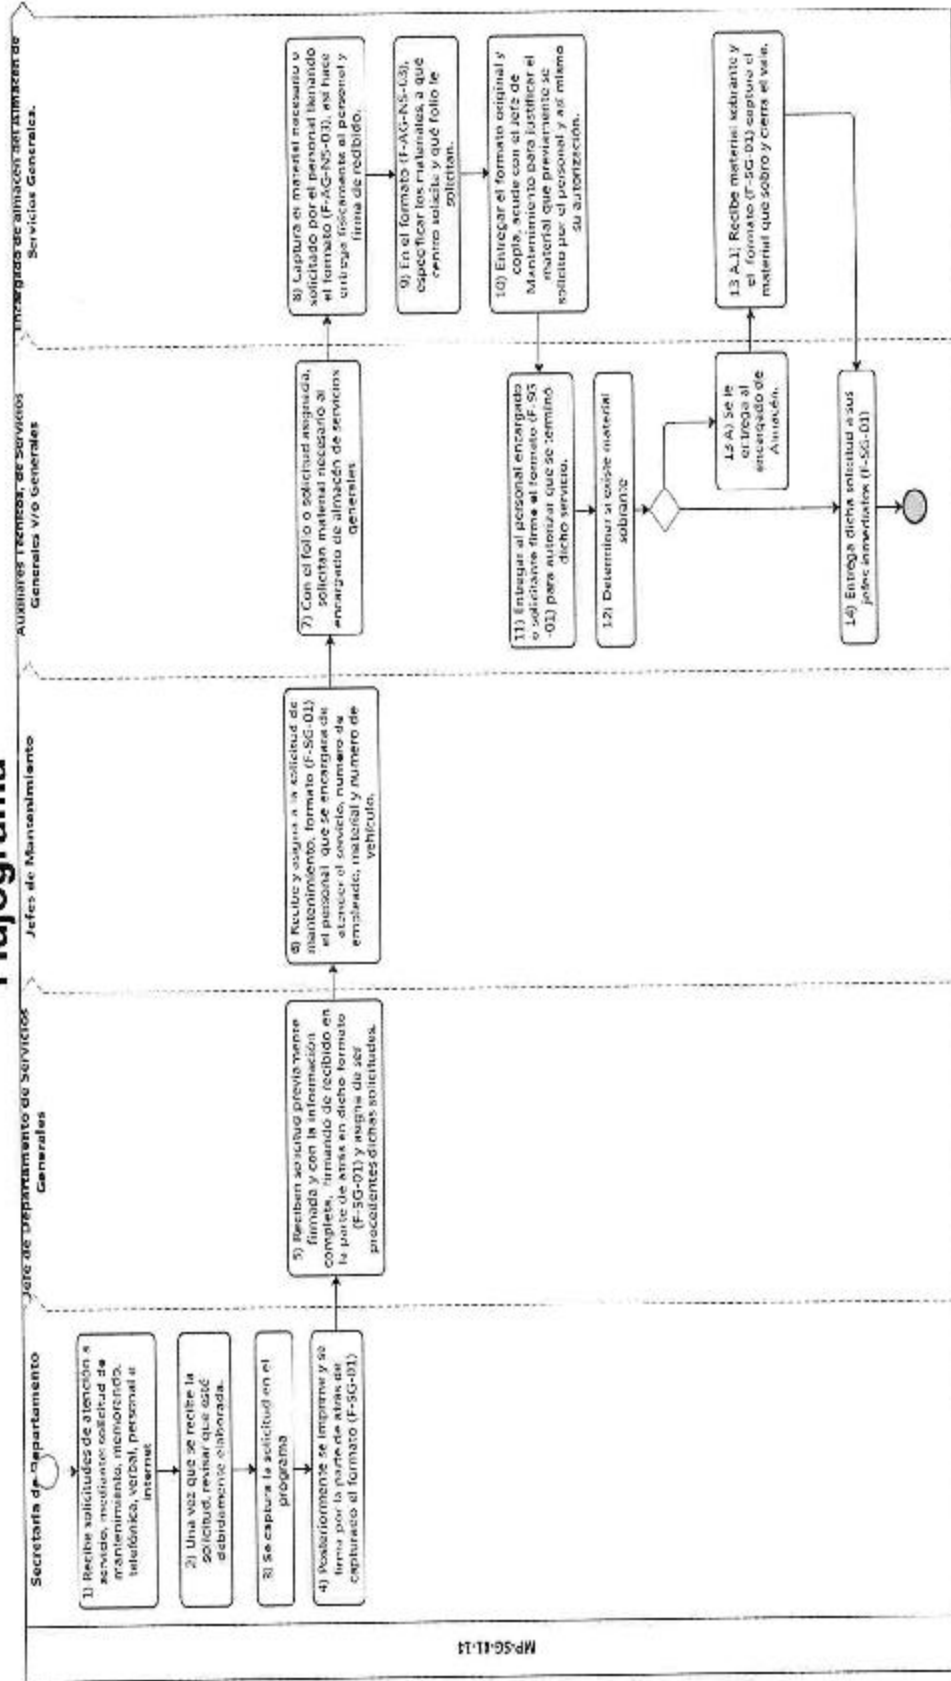 Flujograma
Secretaria de Departamento
Jefe de Departamento de Servicios
Generales
Jefes de Mantenimiento
Auxiliares Técnicos, de Servicios
Generales y/o Generales
Encargado de almacén del Almacén de
Servicios Generales.
MP-SG-01-14
1) Recibe solicitudes de atención a
servicio, mediante: solicitud de
mantenimiento, memorando,
telefónica, verbal, personal e
internet
2) Una vez que se recibe la
solicitud, revisar que esté
debidamente elaborada.
3) Se captura la solicitud en el
programa
4) Posteriormente se imprime y se
firma por la parte de atrás de
capturado el formato (F-SG-01)
5) Reciben solicitud previamente
firmada y con la información
completa, firmando de recibido en
la parte de atrás en dicho formato
(F-SG-01) y asigna de ser
procedentes dichas solicitudes.
6) Recibe y asigna a la solicitud de
mantenimiento, formato (F-SG-01)
el personal que se encargara de
atender el servicio, numero de
empleado, material y numero de
vehículo.
7) Con el folio o solicitud asignada,
solicitan material necesario al
encargado de almacén de servicios
generales
8) Captura el material necesario o
solicitado por el personal llenando
el formato (F-AG-NS-03), así hace
entrega físicamente al personal y
firma de recibido.
9) En el formato (F-AG-NS-03),
especificar los materiales, a qué
centro solicita y qué folio le
solicitan.
10) Entregar el formato original y
copia, acude con el Jefe de
Mantenimiento para justificar el
material que previamente se
solicito por el personal y así mismo
su autorización.
11) Entregar al personal encargado
o solicitante firme el formato (F-SG
-01) para autorizar que se terminó
dicho servicio.
12) Determinar si existe material
sobrante
13 A) Se le
entrega al
encargado de
Almacén.
13 A.1) Recibe material sobrante y
el formato (F-SG-01) captura el
material que sobro y cierra el vale.
14) Entrega dicha solicitud a sus
jefes inmediatos (F-SG-01)